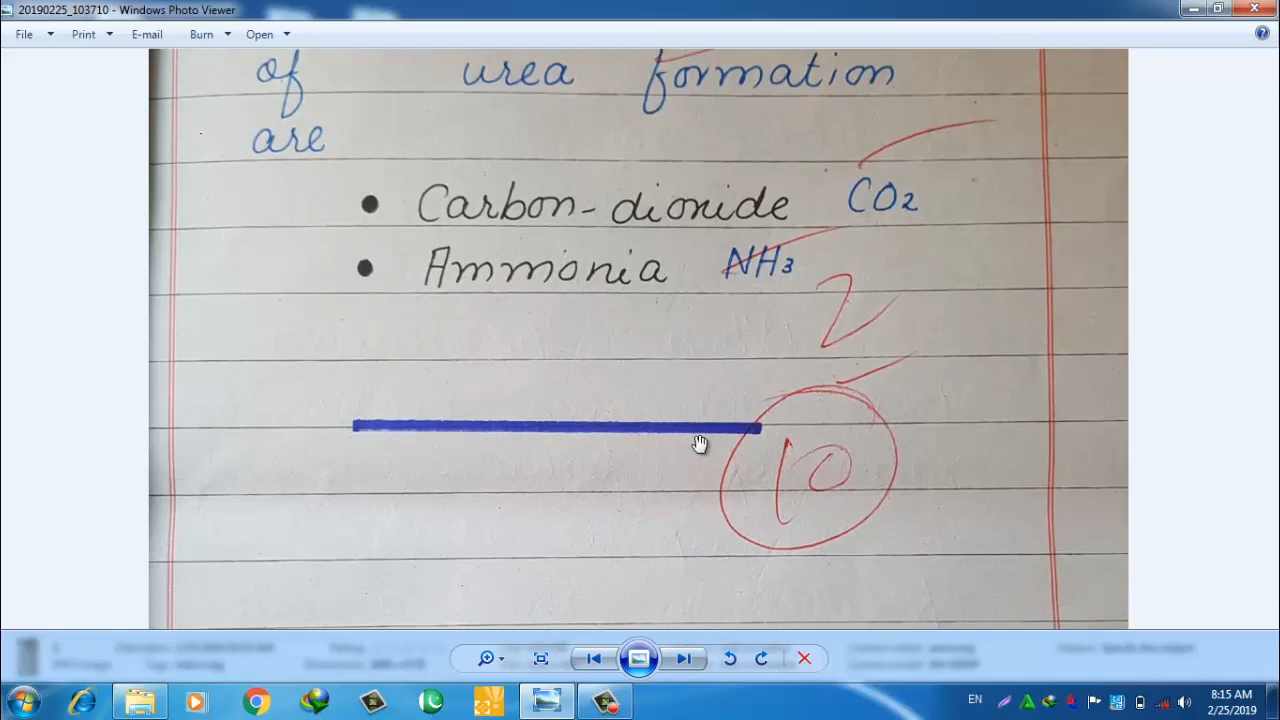 20190225_103710 - Windows Photo Viewer
File Print E-mail Burn Open
of urea formation
are
• Carbon-dionide CO2
• Ammonia NH3
2
10
EN
8:15 AM
2/25/2019